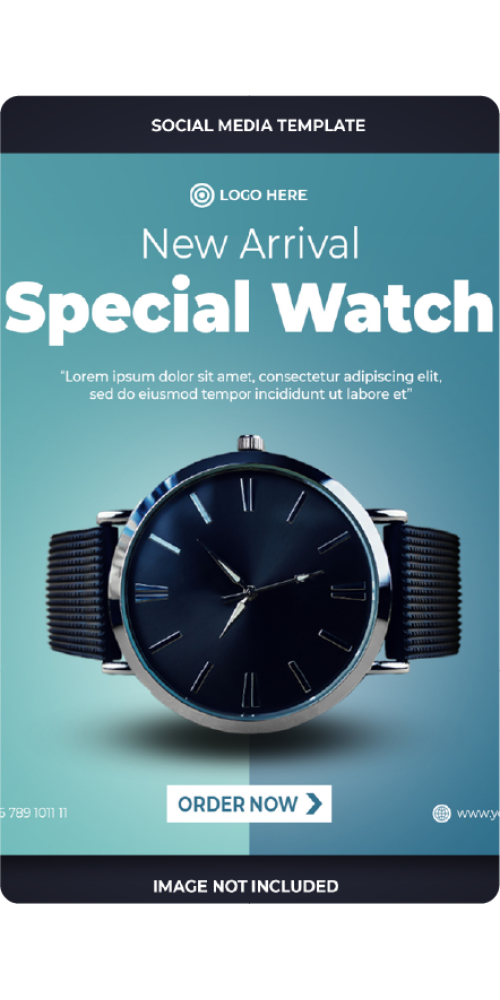 SOCIAL MEDIA TEMPLATE
LOGO HERE
New Arrival
Special Watch
“Lorem ipsum dolor sit amet, consectetur adipiscing elit,
sed do eiusmod tempor incididunt ut labore et”
ORDER NOW
789 1011 11
IMAGE NOT INCLUDED